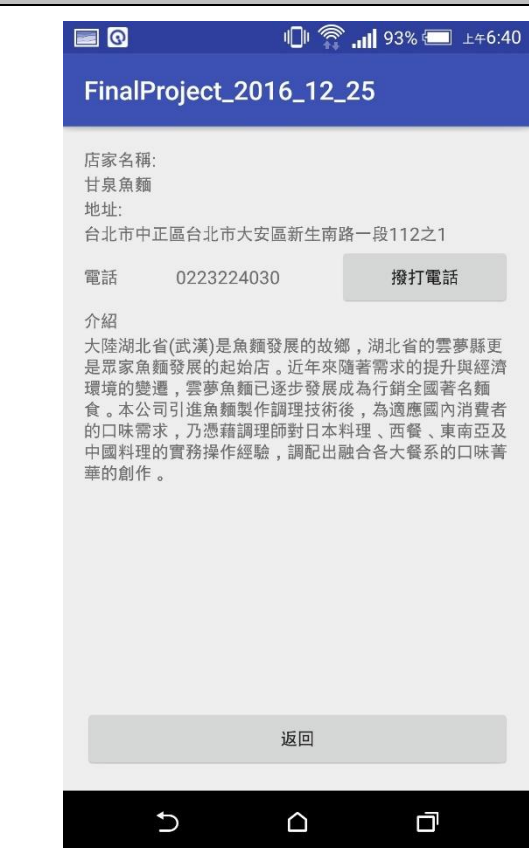 93% 上午6:40
FinalProject_2016_12_25
店家名稱:
甘泉魚麵
地址:
台北市中正區台北市大安區新生南路一段112之1
電話 0223224030 撥打電話
介紹
大陸湖北省(武漢)是魚麵發展的故鄉，湖北省的雲夢縣更
是眾家魚麵發展的起始店。近年來隨著需求的提升與經濟
環境的變遷，雲夢魚麵已逐步發展成為行銷全國著名麵
食。本公司引進魚麵製作調理技術後，為適應國內消費者
的口味需求，乃憑藉調理師對日本料理、西餐、東南亞及
中國料理的實務操作經驗，調配出融合各大餐系的口味菁
華的創作。
返回